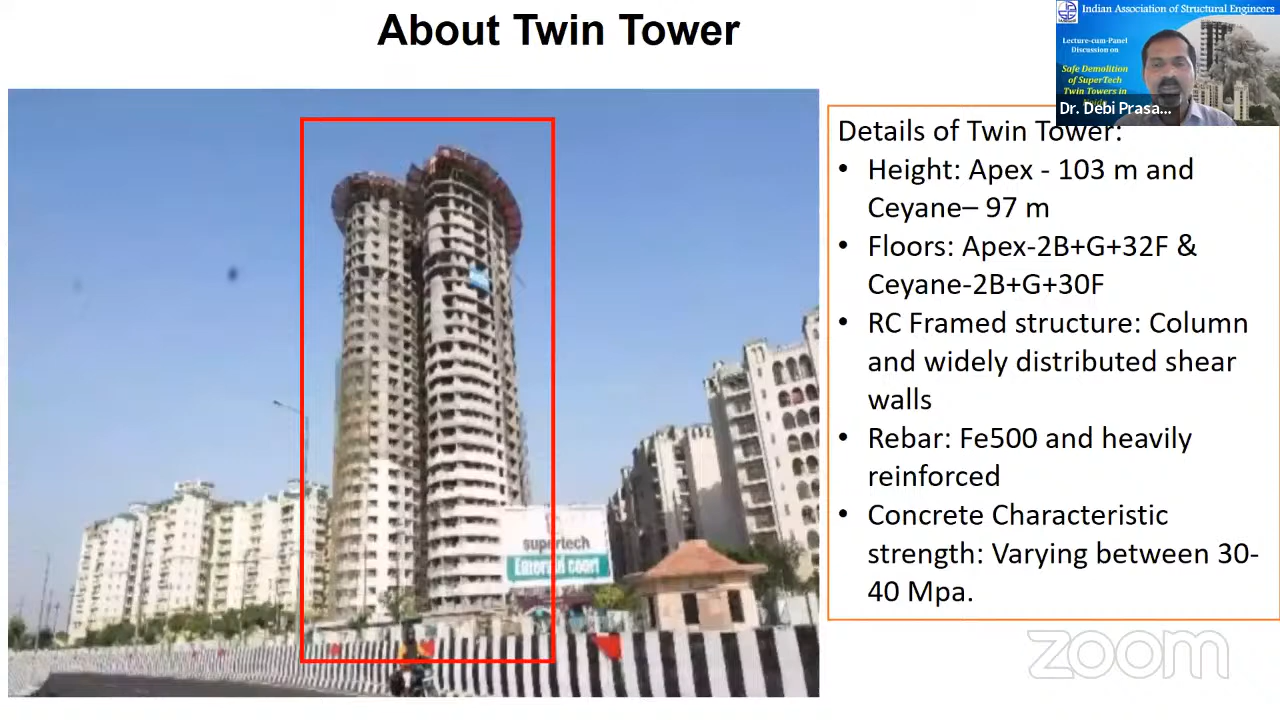 About Twin Tower
Indian Association of Structural Engineers
Lecture-cum-Panel
Discussion on
Safe Demolition
of SuperTech
Twin Towers in
Dr. Debi Prasa...
Details of Twin Tower:
• Height: Apex - 103 m and
Ceyane– 97 m
• Floors: Apex-2B+G+32F &
Ceyane-2B+G+30F
• RC Framed structure: Column
and widely distributed shear
walls
• Rebar: Fe500 and heavily
reinforced
• Concrete Characteristic
strength: Varying between 30-
40 Mpa.
supertech
Emerald court
zoom